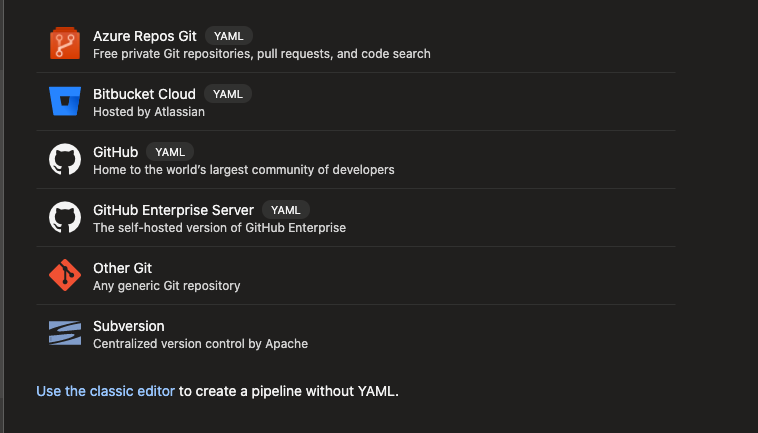 Azure Repos Git YAML
Free private Git repositories, pull requests, and code search
Bitbucket Cloud YAML
Hosted by Atlassian
GitHub YAML
Home to the world’s largest community of developers
GitHub Enterprise Server YAML
The self-hosted version of GitHub Enterprise
Other Git
Any generic Git repository
Subversion
Centralized version control by Apache
Use the classic editor to create a pipeline without YAML.